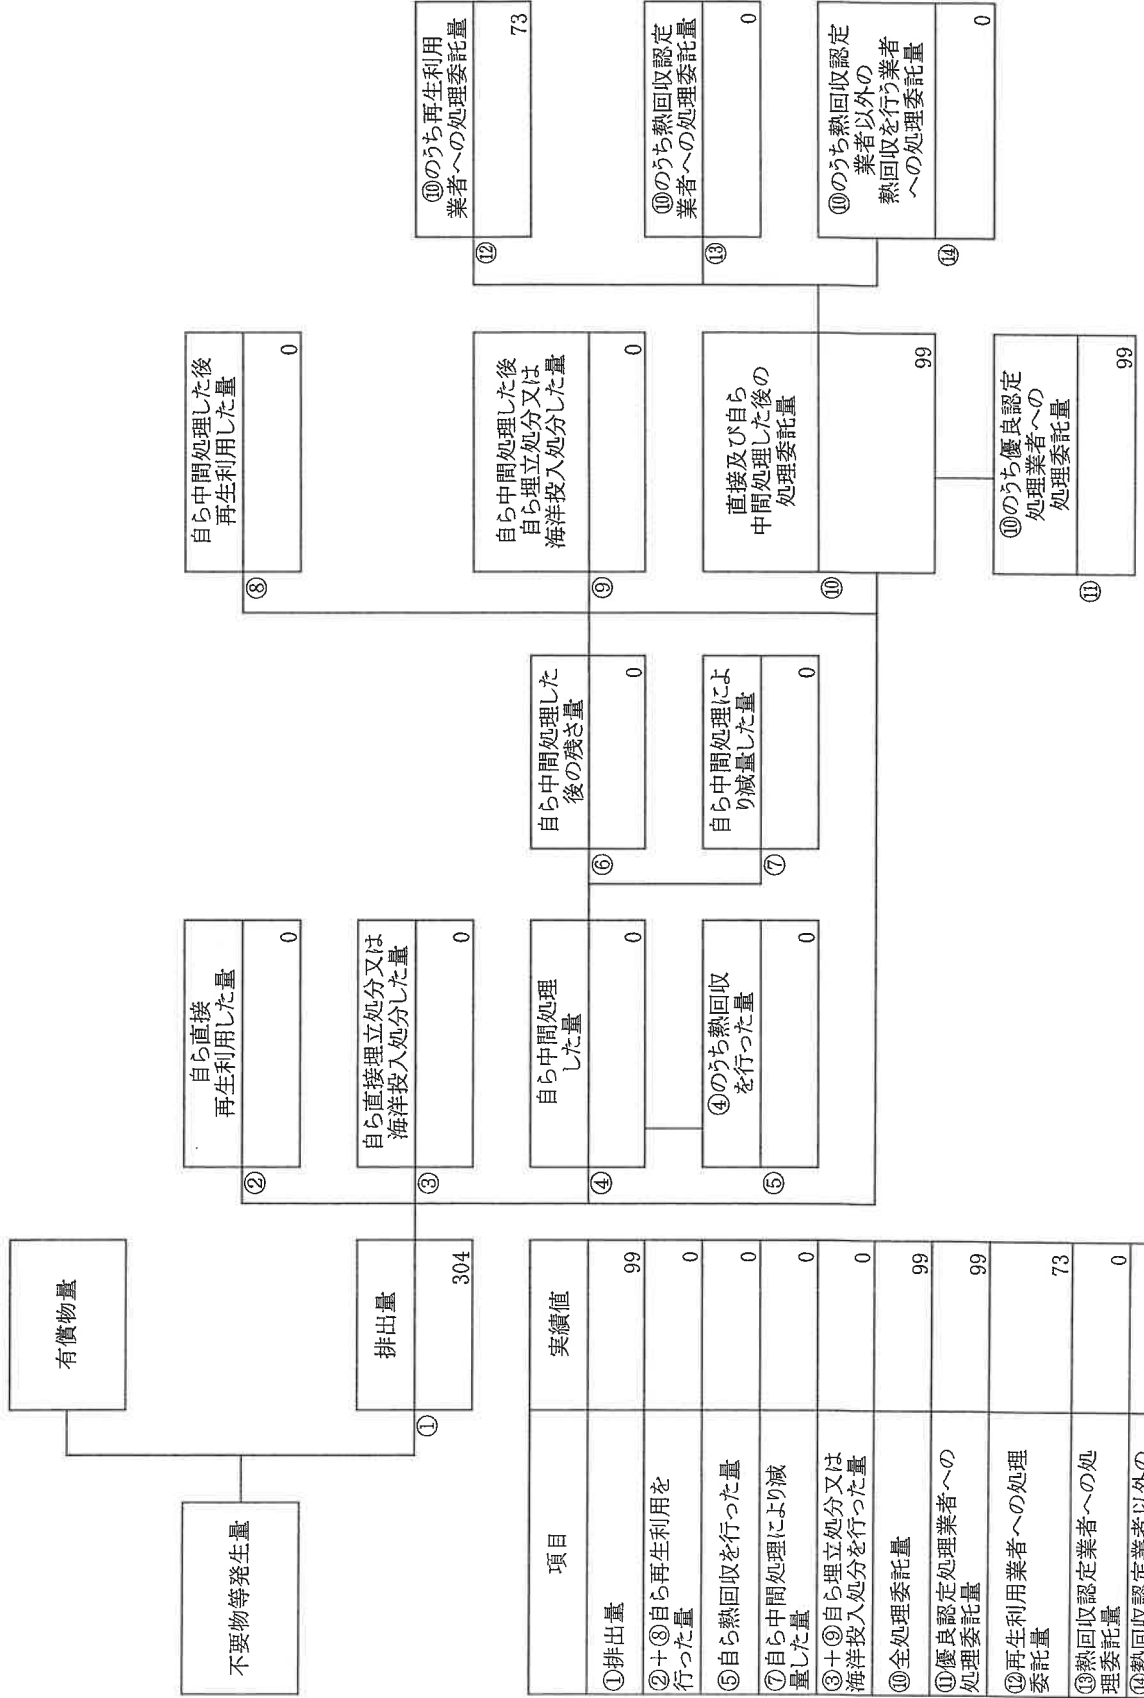 有償物量
不要物等発生量
①
排出量
304
②
自ら直接
再生利用した量
0
③
自ら直接埋立処分又は
海洋投入処分した量
0
④
自ら中間処理
した量
0
⑤
④のうち熱回収
を行った量
0
⑥
自ら中間処理した
後の残さ量
0
⑦
自ら中間処理によ
り減量した量
0
⑧
自ら中間処理した後
再生利用した量
0
⑨
自ら中間処理した後
自ら埋立処分又は
海洋投入処分した量
0
⑩
直接及び自ら
中間処理した後の
処理委託量
99
⑪
⑩のうち優良認定
処理業者への
処理委託量
99
⑫
⑩のうち再生利用
業者への処理委託量
73
⑬
⑩のうち熱回収認定
業者への処理委託量
0
⑭
⑩のうち熱回収認定
業者以外の
熱回収を行う業者
への処理委託量
0
項目 実績値
①排出量 99
②+⑧自ら再生利用を
行った量 0
⑤自ら熱回収を行った量 0
⑦自ら中間処理により減
量した量 0
③+⑨自ら埋立処分又は
海洋投入処分を行った量 0
⑩全処理委託量 99
⑪優良認定処理業者への
処理委託量 99
⑫再生利用業者への処理
委託量 73
⑬熱回収認定業者への処
理委託量 0
⑭熱回収認定業者以外の